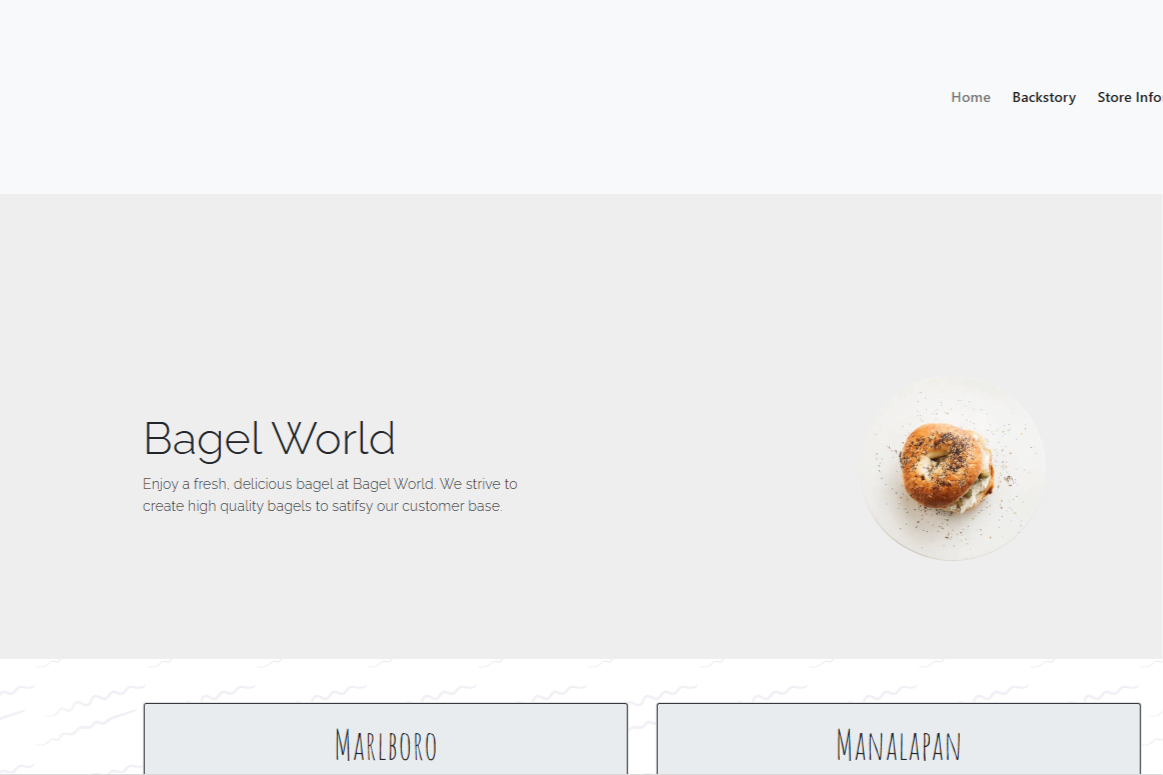 Home Backstory Store Info
Bagel World
Enjoy a fresh, delicious bagel at Bagel World. We strive to
create high quality bagels to satifsy our customer base.
Marlboro Manalapan